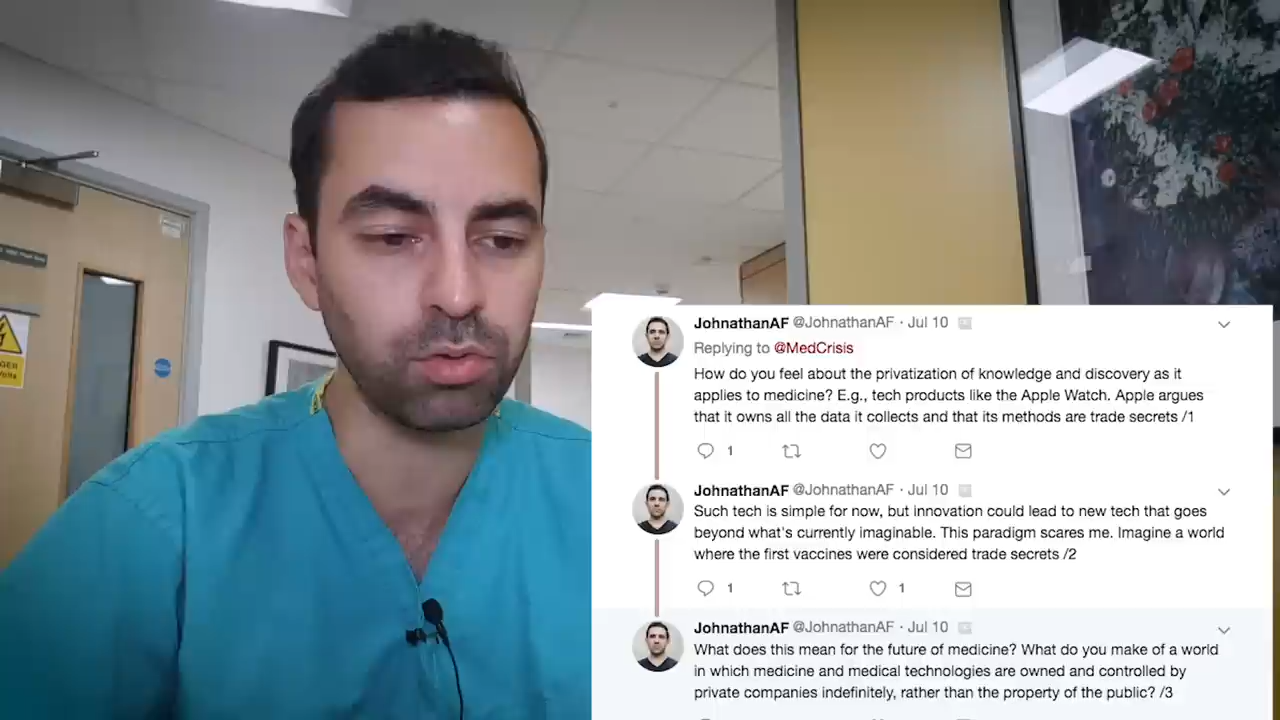 GER
Volts
JohnathanAF @JohnathanAF · Jul 10
Replying to @MedCrisis
How do you feel about the privatization of knowledge and discovery as it
applies to medicine? E.g., tech products like the Apple Watch. Apple argues
that it owns all the data it collects and that its methods are trade secrets /1
1
JohnathanAF @JohnathanAF · Jul 10
Such tech is simple for now, but innovation could lead to new tech that goes
beyond what's currently imaginable. This paradigm scares me. Imagine a world
where the first vaccines were considered trade secrets /2
1 1
JohnathanAF @JohnathanAF · Jul 10
What does this mean for the future of medicine? What do you make of a world
in which medicine and medical technologies are owned and controlled by
private companies indefinitely, rather than the property of the public? /3